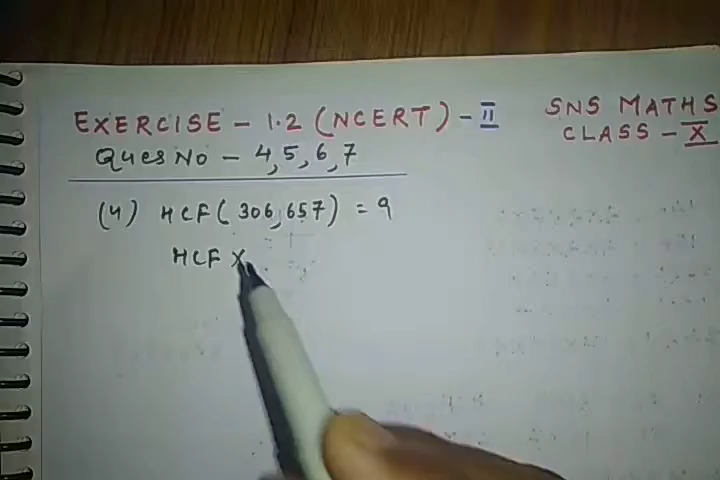 EXERCISE - 1.2 (NCERT) - II
Ques No - 4,5,6,7
SNS MATHS
CLASS - X
(4) HCF (306,657) = 9
HCF X